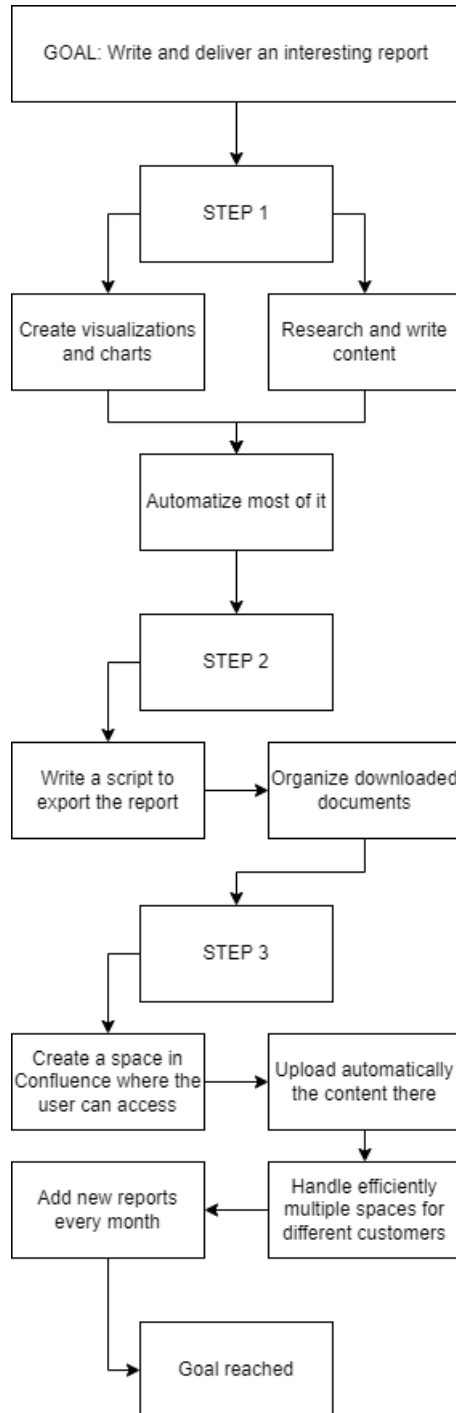 GOAL: Write and deliver an interesting report
STEP 1
Create visualizations
and charts
Research and write
content
Automatize most of it
STEP 2
Write a script to
export the report
Organize downloaded
documents
STEP 3
Create a space in
Confluence where the
user can access
Upload automatically
the content there
Handle efficiently
multiple spaces for
different customers
Add new reports
every month
Goal reached